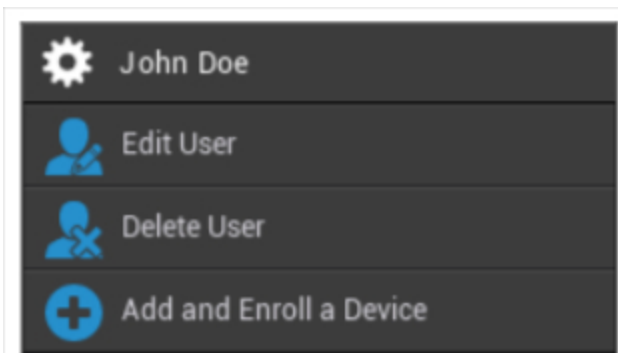 John Doe
Edit User
Delete User
Add and Enroll a Device